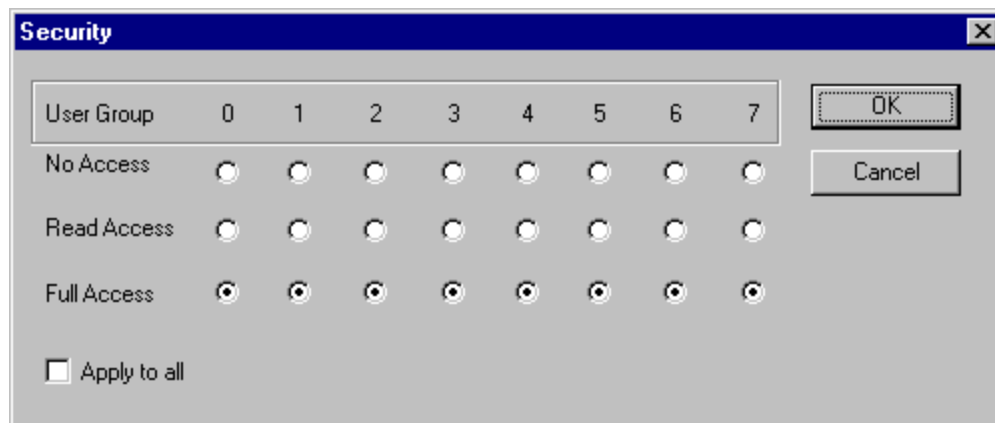 Security
User Group 0 1 2 3 4 5 6 7
OK
No Access
Cancel
Read Access
Full Access
Apply to all